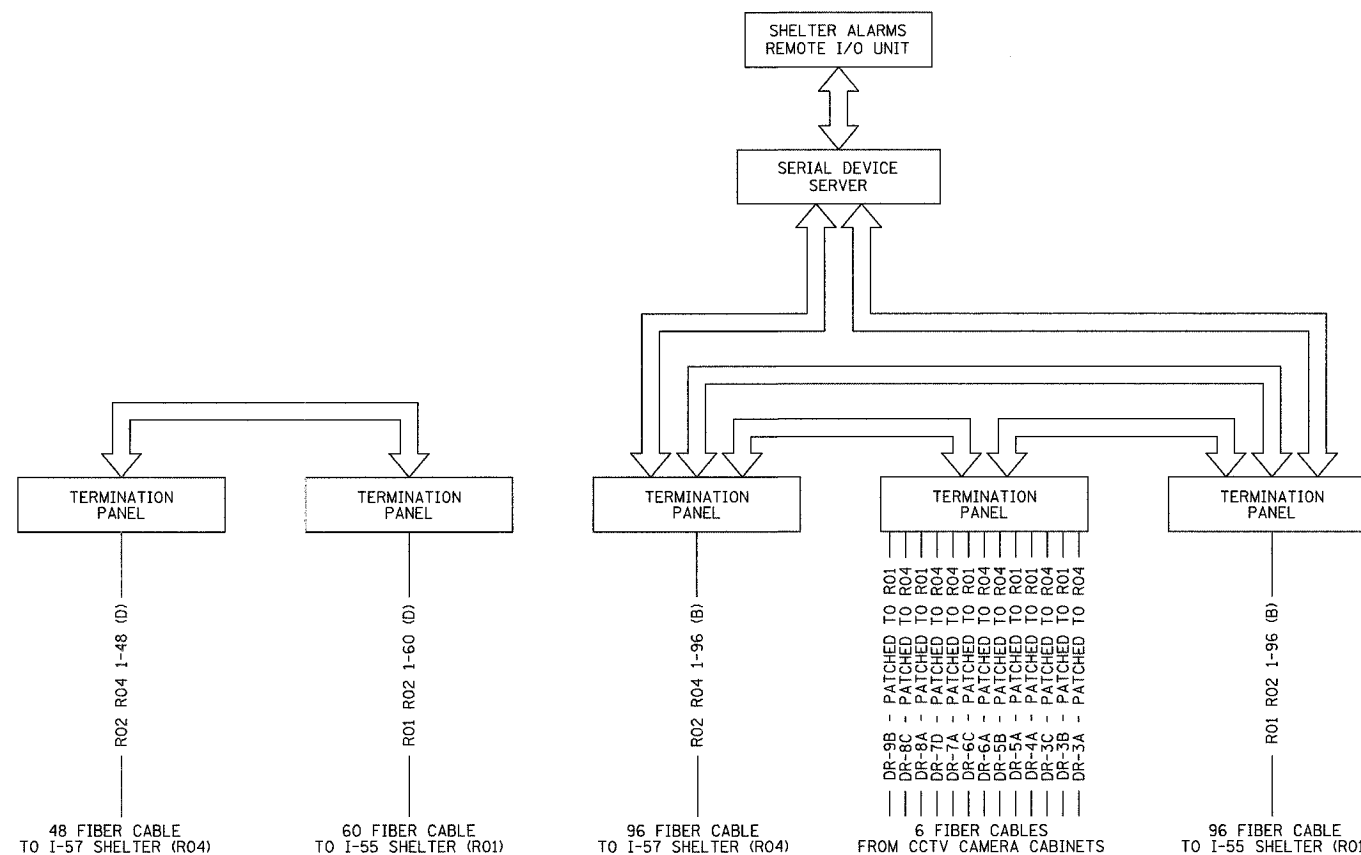 SHELTER ALARMS
REMOTE I/O UNIT
SERIAL DEVICE
SERVER
TERMINATION
PANEL
TERMINATION
PANEL
TERMINATION
PANEL
TERMINATION
PANEL
TERMINATION
PANEL
R02 R04 1-48 (D)
R01 R02 1-60 (D)
R02 R04 1-96 (B)
DR-9B - PATCHED TO R01
DR-8C - PATCHED TO R04
DR-8A - PATCHED TO R01
DR-7D - PATCHED TO R04
DR-7A - PATCHED TO R04
DR-6C - PATCHED TO R01
DR-6A - PATCHED TO R04
DR-5B - PATCHED TO R04
DR-5A - PATCHED TO R01
DR-4A - PATCHED TO R01
DR-3C - PATCHED TO R04
DR-3B - PATCHED TO R01
DR-3A - PATCHED TO R04
R01 R02 1-96 (B)
48 FIBER CABLE
TO I-57 SHELTER (R04)
60 FIBER CABLE
TO I-55 SHELTER (R01)
96 FIBER CABLE
TO I-57 SHELTER (R04)
6 FIBER CABLES
FROM CCTV CAMERA CABINETS
96 FIBER CABLE
TO I-55 SHELTER (R01